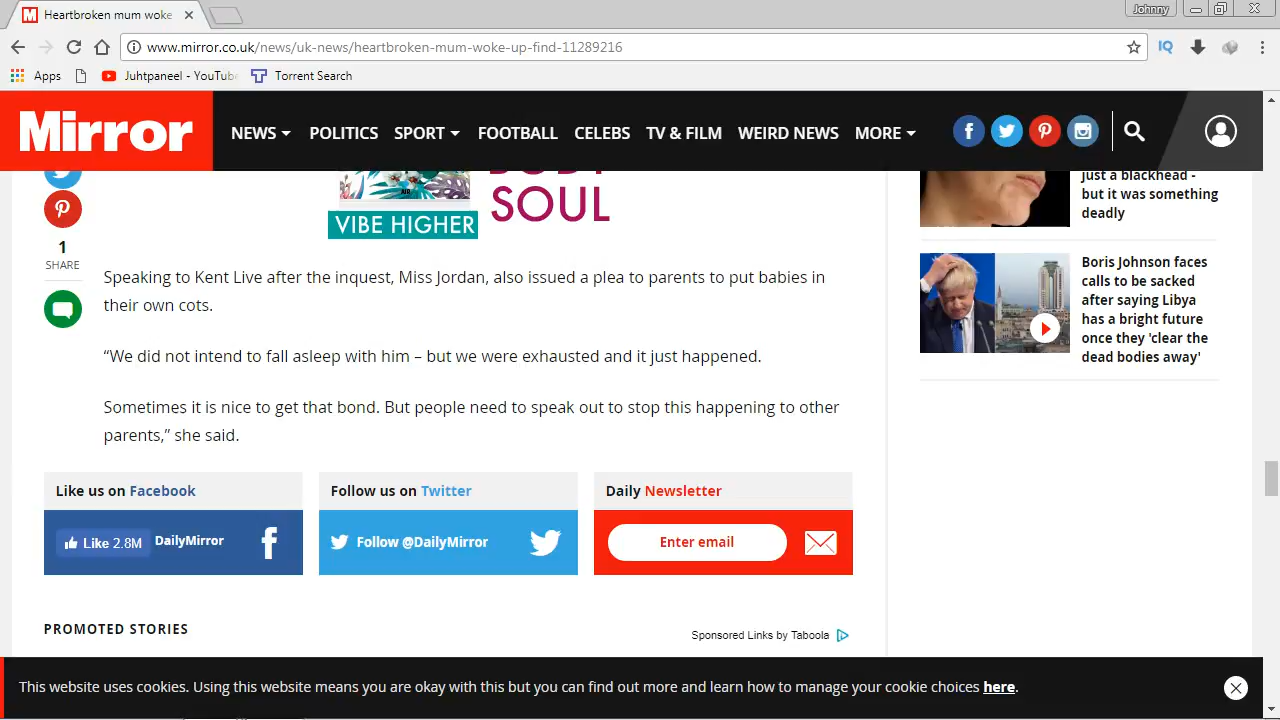 Heartbroken mum woke
Johnny
www.mirror.co.uk/news/uk-news/heartbroken-mum-woke-up-find-11289216
IQ
Apps
Juhtpaneel - YouTube
Torrent Search
Mirror
NEWS
POLITICS
SPORT
FOOTBALL
CELEBS
TV & FILM
WEIRD NEWS
MORE
SOUL
VIBE HIGHER
1
SHARE
Speaking to Kent Live after the inquest, Miss Jordan, also issued a plea to parents to put babies in
their own cots.
“We did not intend to fall asleep with him – but we were exhausted and it just happened.
Sometimes it is nice to get that bond. But people need to speak out to stop this happening to other
parents,” she said.
just a blackhead -
but it was something
deadly
Boris Johnson faces
calls to be sacked
after saying Libya
has a bright future
once they 'clear the
dead bodies away'
Like us on Facebook
Like 2.8M
DailyMirror
Follow us on Twitter
Follow @DailyMirror
Daily Newsletter
Enter email
PROMOTED STORIES
Sponsored Links by Taboola
This website uses cookies. Using this website means you are okay with this but you can find out more and learn how to manage your cookie choices here.